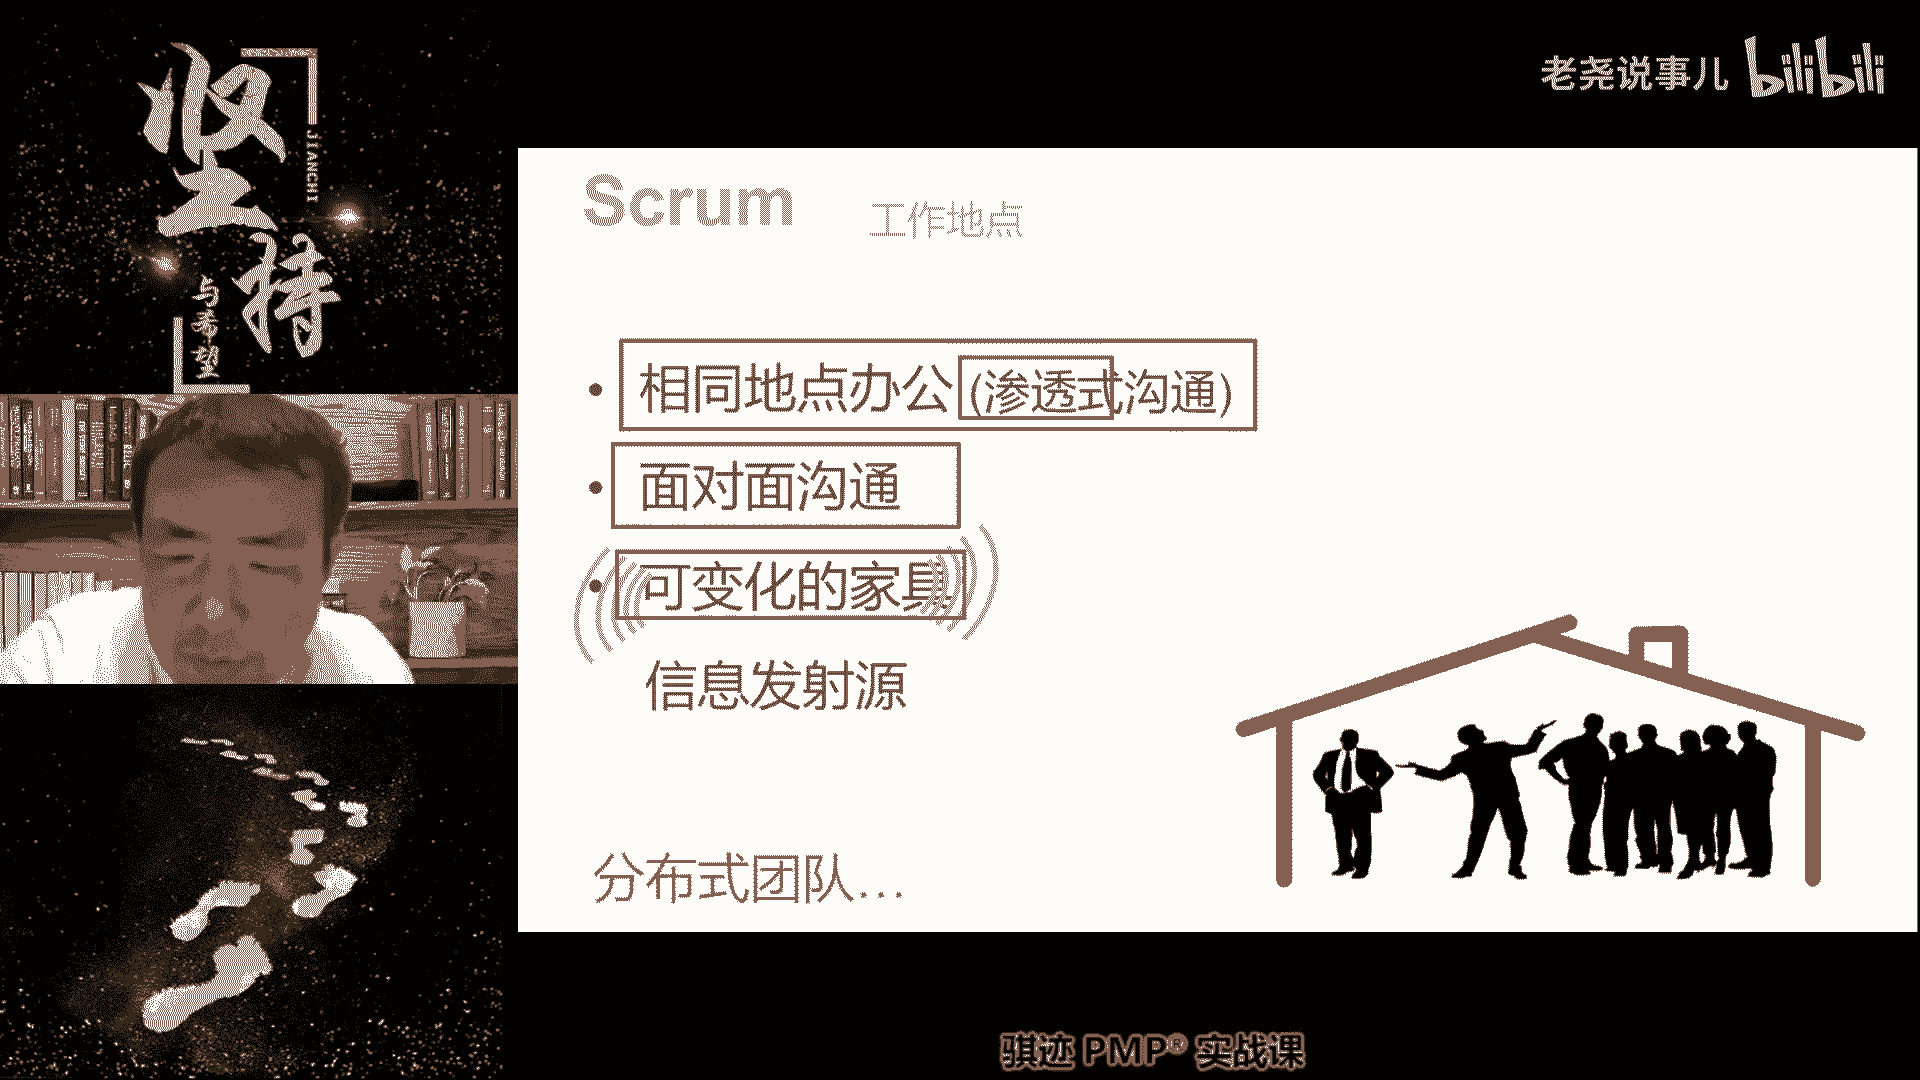 坚持
JIANCHI
与希望
老尧说事儿 bilibili
Scrum 工作地点
• 相同地点办公(渗透式沟通)
• 面对面沟通
• 可变化的家具
信息发射源
分布式团队...
骐迹 PMP® 实战课